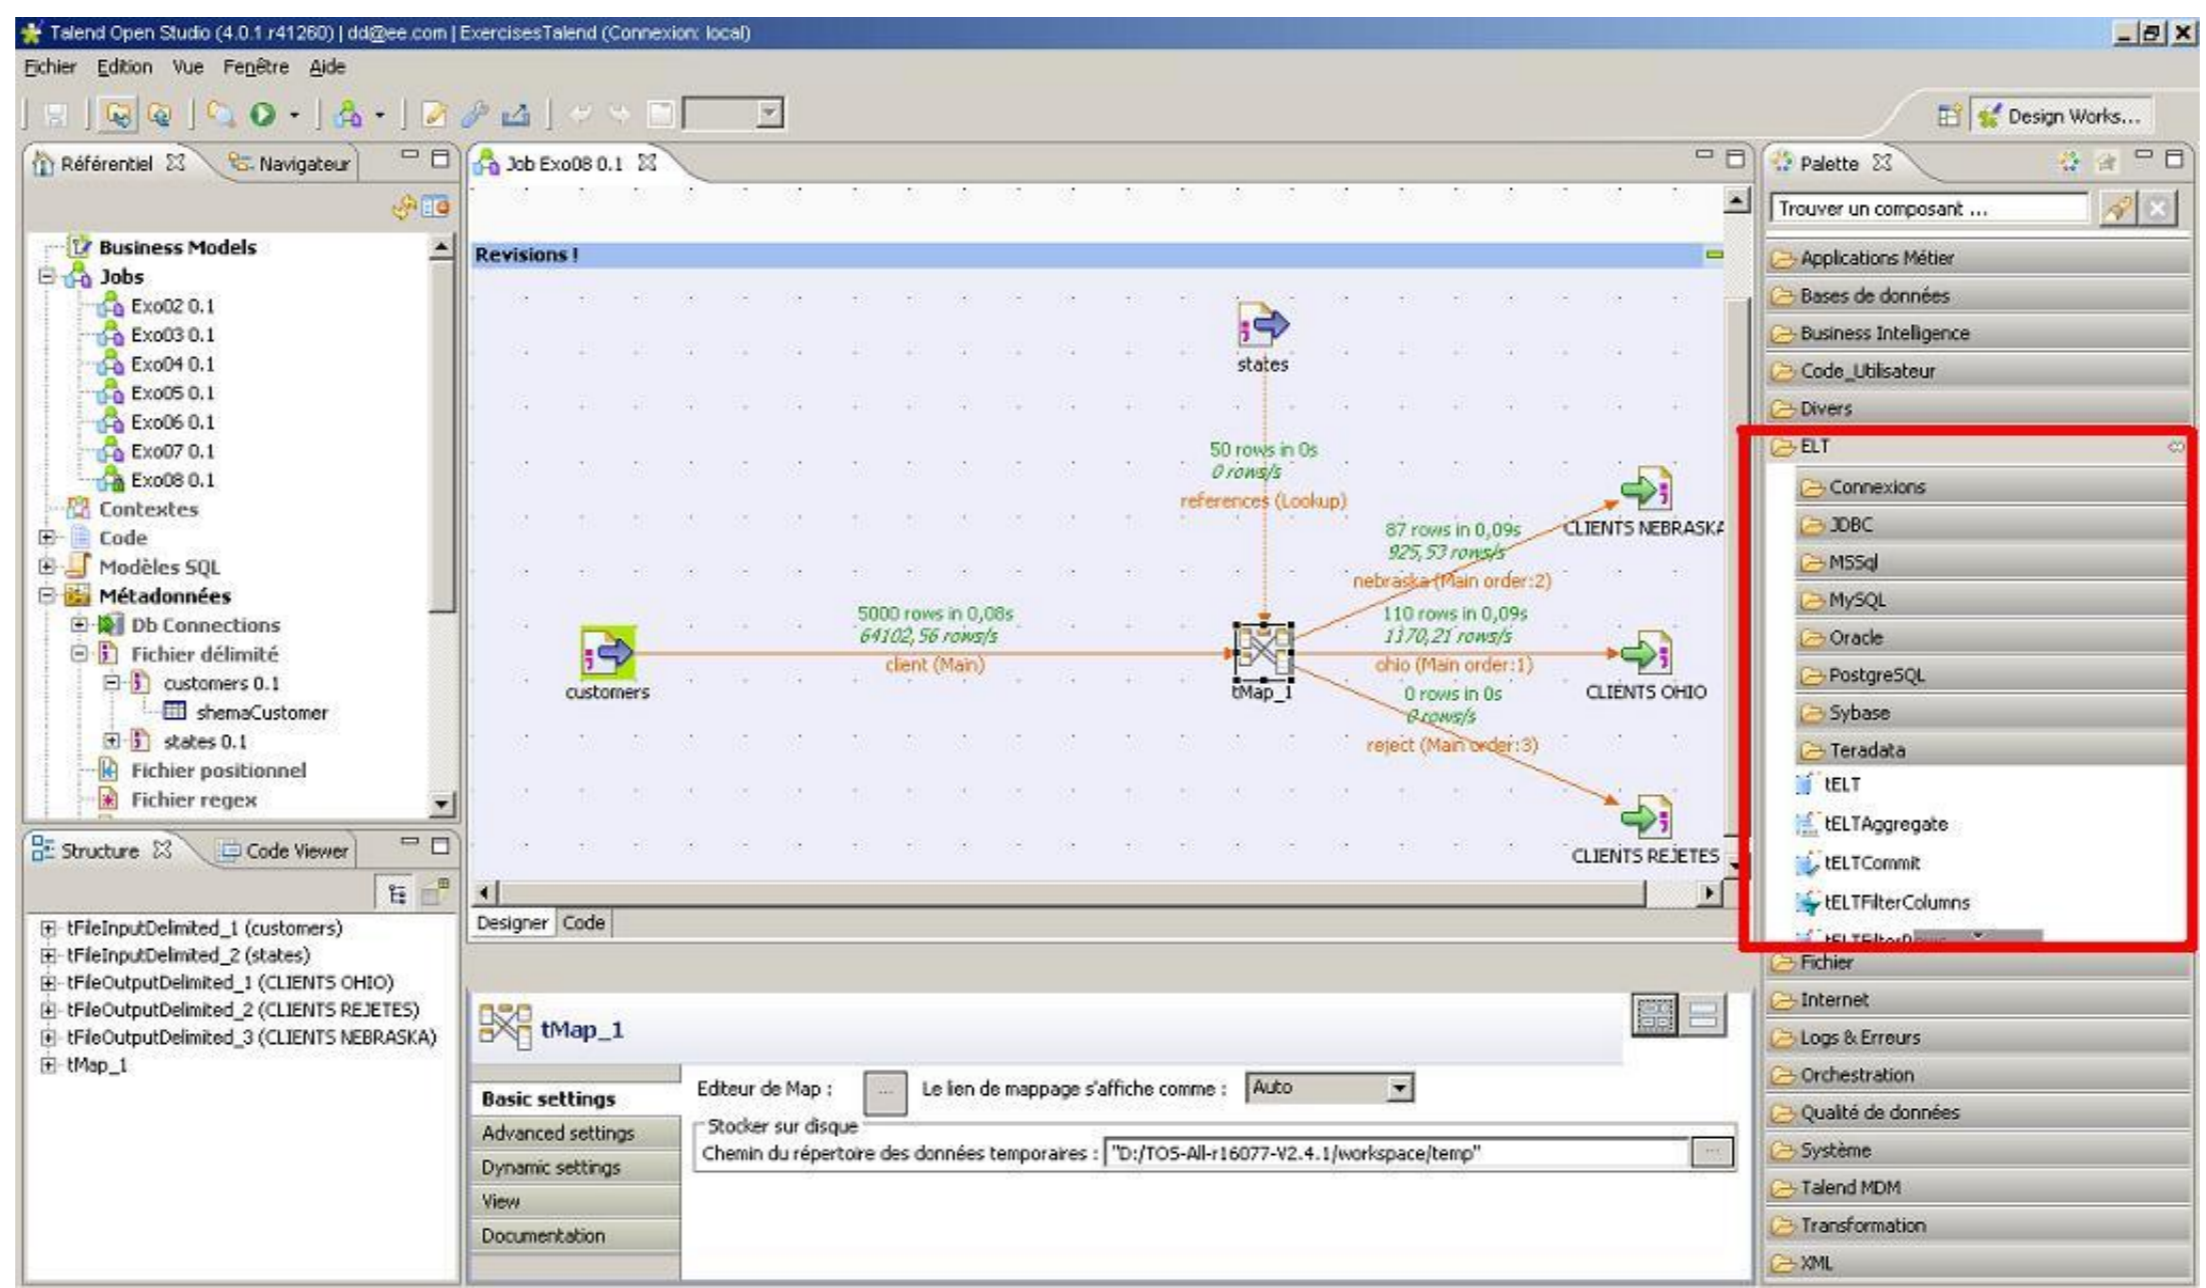 Talend Open Studio (4.0.1 r41260) | dd@ee.com | ExercisesTalend (Connexion: local)
Fichier Edition Vue Fenêtre Aide
Design Works...
Référentiel Navigateur
Business Models
Jobs
Exo02 0.1
Exo03 0.1
Exo04 0.1
Exo05 0.1
Exo06 0.1
Exo07 0.1
Exo08 0.1
Contextes
Code
Modèles SQL
Métadonnées
Db Connections
Fichier délimité
customers 0.1
shemaCustomer
states 0.1
Fichier positionnel
Fichier regex
Structure Code Viewer
tFileInputDelimited_1 (customers)
tFileInputDelimited_2 (states)
tFileOutputDelimited_1 (CLIENTS OHIO)
tFileOutputDelimited_2 (CLIENTS REJETES)
tFileOutputDelimited_3 (CLIENTS NEBRASKA)
tMap_1
Job Exo08 0.1
Revisions !
states
50 rows in 0s
0 rows/s
references (Lookup)
CLIENTS NEBRASKA
87 rows in 0,09s
925,53 rows/s
nebraska (Main order:2)
5000 rows in 0,08s
64102,56 rows/s
client (Main)
customers
tMap_1
110 rows in 0,09s
1170,21 rows/s
ohio (Main order:1)
CLIENTS OHIO
0 rows in 0s
0 rows/s
reject (Main order:3)
CLIENTS REJETES
Designer Code
tMap_1
Basic settings
Advanced settings
Dynamic settings
View
Documentation
Editeur de Map : ... Le lien de mappage s'affiche comme : Auto
Stocker sur disque
Chemin du répertoire des données temporaires : "D:/TOS-All-r16077-V2.4.1/workspace/temp" ...
Palette
Trouver un composant ...
Applications Métier
Bases de données
Business Intelligence
Code_Utilisateur
Divers
ELT
Connexions
JDBC
MSSql
MySQL
Oracle
PostgreSQL
Sybase
Teradata
tELT
tELTAggregate
tELTCommit
tELTFilterColumns
Fichier
Internet
Logs & Erreurs
Orchestration
Qualité de données
Système
Talend MDM
Transformation
XML